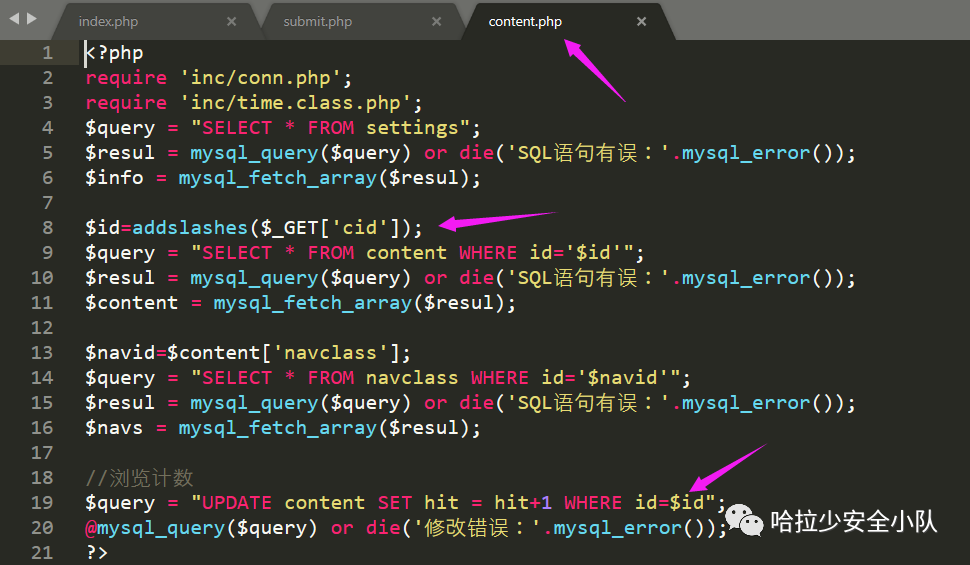 index.php × submit.php × content.php ×
1 <?php
2 require 'inc/conn.php';
3 require 'inc/time.class.php';
4 $query = "SELECT * FROM settings";
5 $resul = mysql_query($query) or die('SQL语句有误：'.mysql_error());
6 $info = mysql_fetch_array($resul);
7
8 $id=addslashes($_GET['cid']);
9 $query = "SELECT * FROM content WHERE id='$id'";
10 $resul = mysql_query($query) or die('SQL语句有误：'.mysql_error());
11 $content = mysql_fetch_array($resul);
12
13 $navid=$content['navclass'];
14 $query = "SELECT * FROM navclass WHERE id='$navid'";
15 $resul = mysql_query($query) or die('SQL语句有误：'.mysql_error());
16 $navs = mysql_fetch_array($resul);
17
18 //浏览计数
19 $query = "UPDATE content SET hit = hit+1 WHERE id=$id";
20 @mysql_query($query) or die('修改错误：'.mysql_error());
21 ?>
哈拉少安全小队